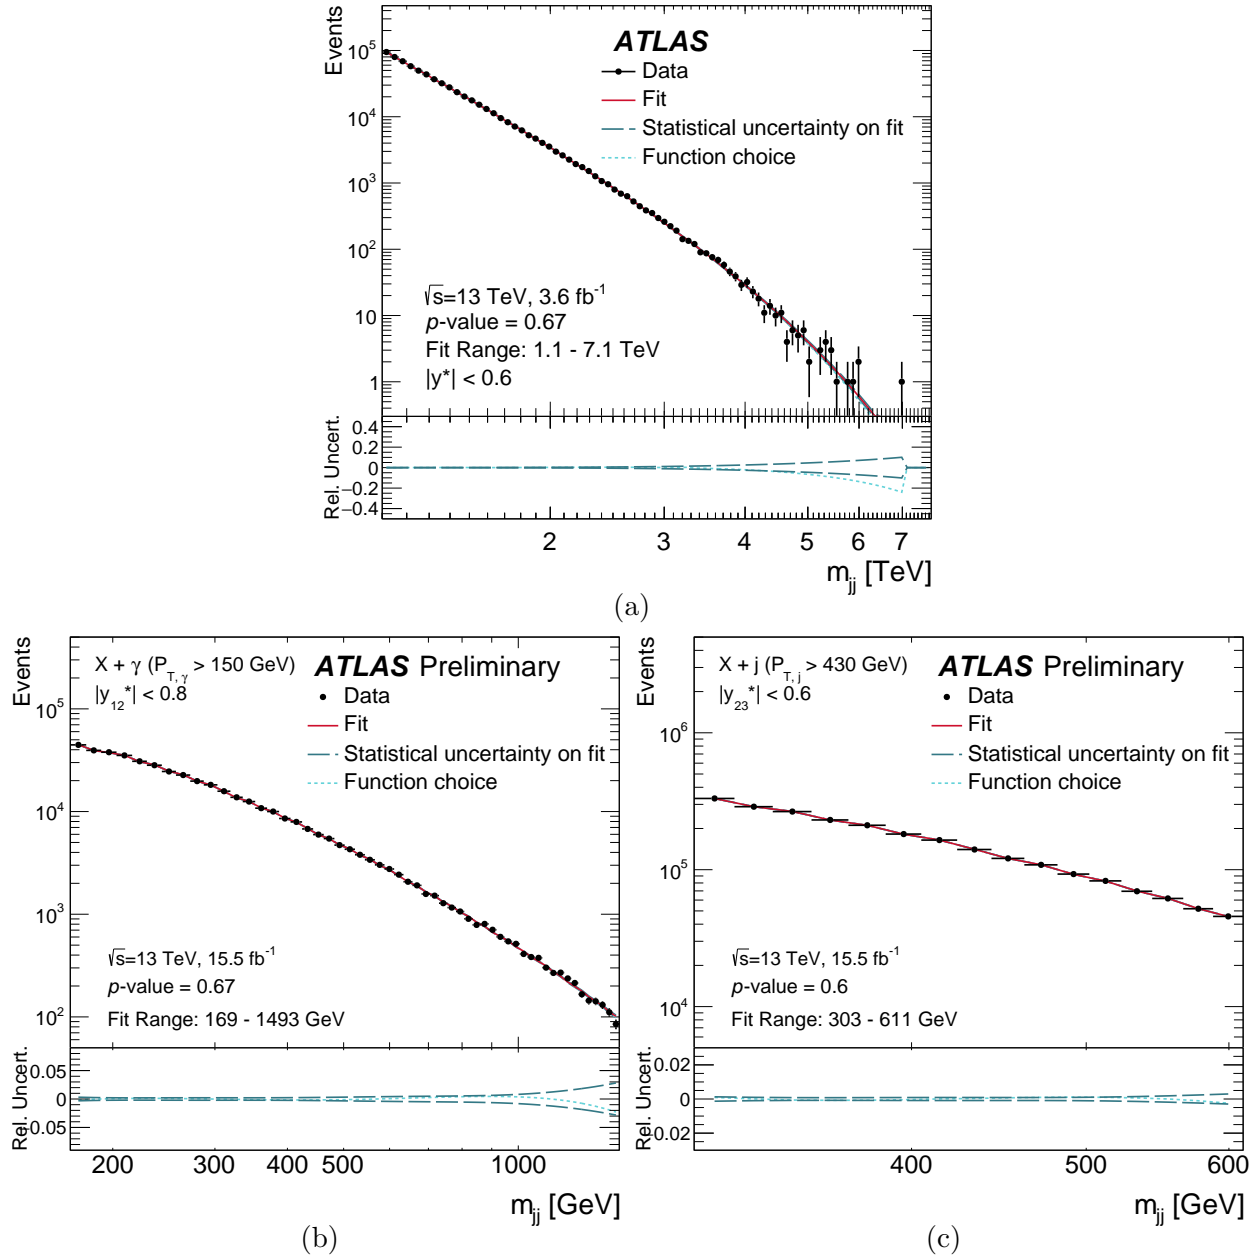 Events
10^5
10^4
10^3
10^2
10
1
ATLAS
Data
Fit
Statistical uncertainty on fit
Function choice
√s=13 TeV, 3.6 fb^-1
p-value = 0.67
Fit Range: 1.1 - 7.1 TeV
|y*| < 0.6
Rel. Uncert.
0.4
0.2
0
−0.2
−0.4
2 3 4 5 6 7
m_jj [TeV]
(a)
Events
10^5
10^4
10^3
10^2
X + γ (P_T,γ > 150 GeV)
|y_12*| < 0.8
ATLAS Preliminary
Data
Fit
Statistical uncertainty on fit
Function choice
√s=13 TeV, 15.5 fb^-1
p-value = 0.67
Fit Range: 169 - 1493 GeV
Rel. Uncert.
0.05
0
0.05
200 300 400 500 1000
m_jj [GeV]
(b)
Events
10^6
10^5
10^4
X + j (P_T,j > 430 GeV)
|y_23*| < 0.6
ATLAS Preliminary
Data
Fit
Statistical uncertainty on fit
Function choice
√s=13 TeV, 15.5 fb^-1
p-value = 0.6
Fit Range: 303 - 611 GeV
Rel. Uncert.
0.02
0
0.02
400 500 600
m_jj [GeV]
(c)